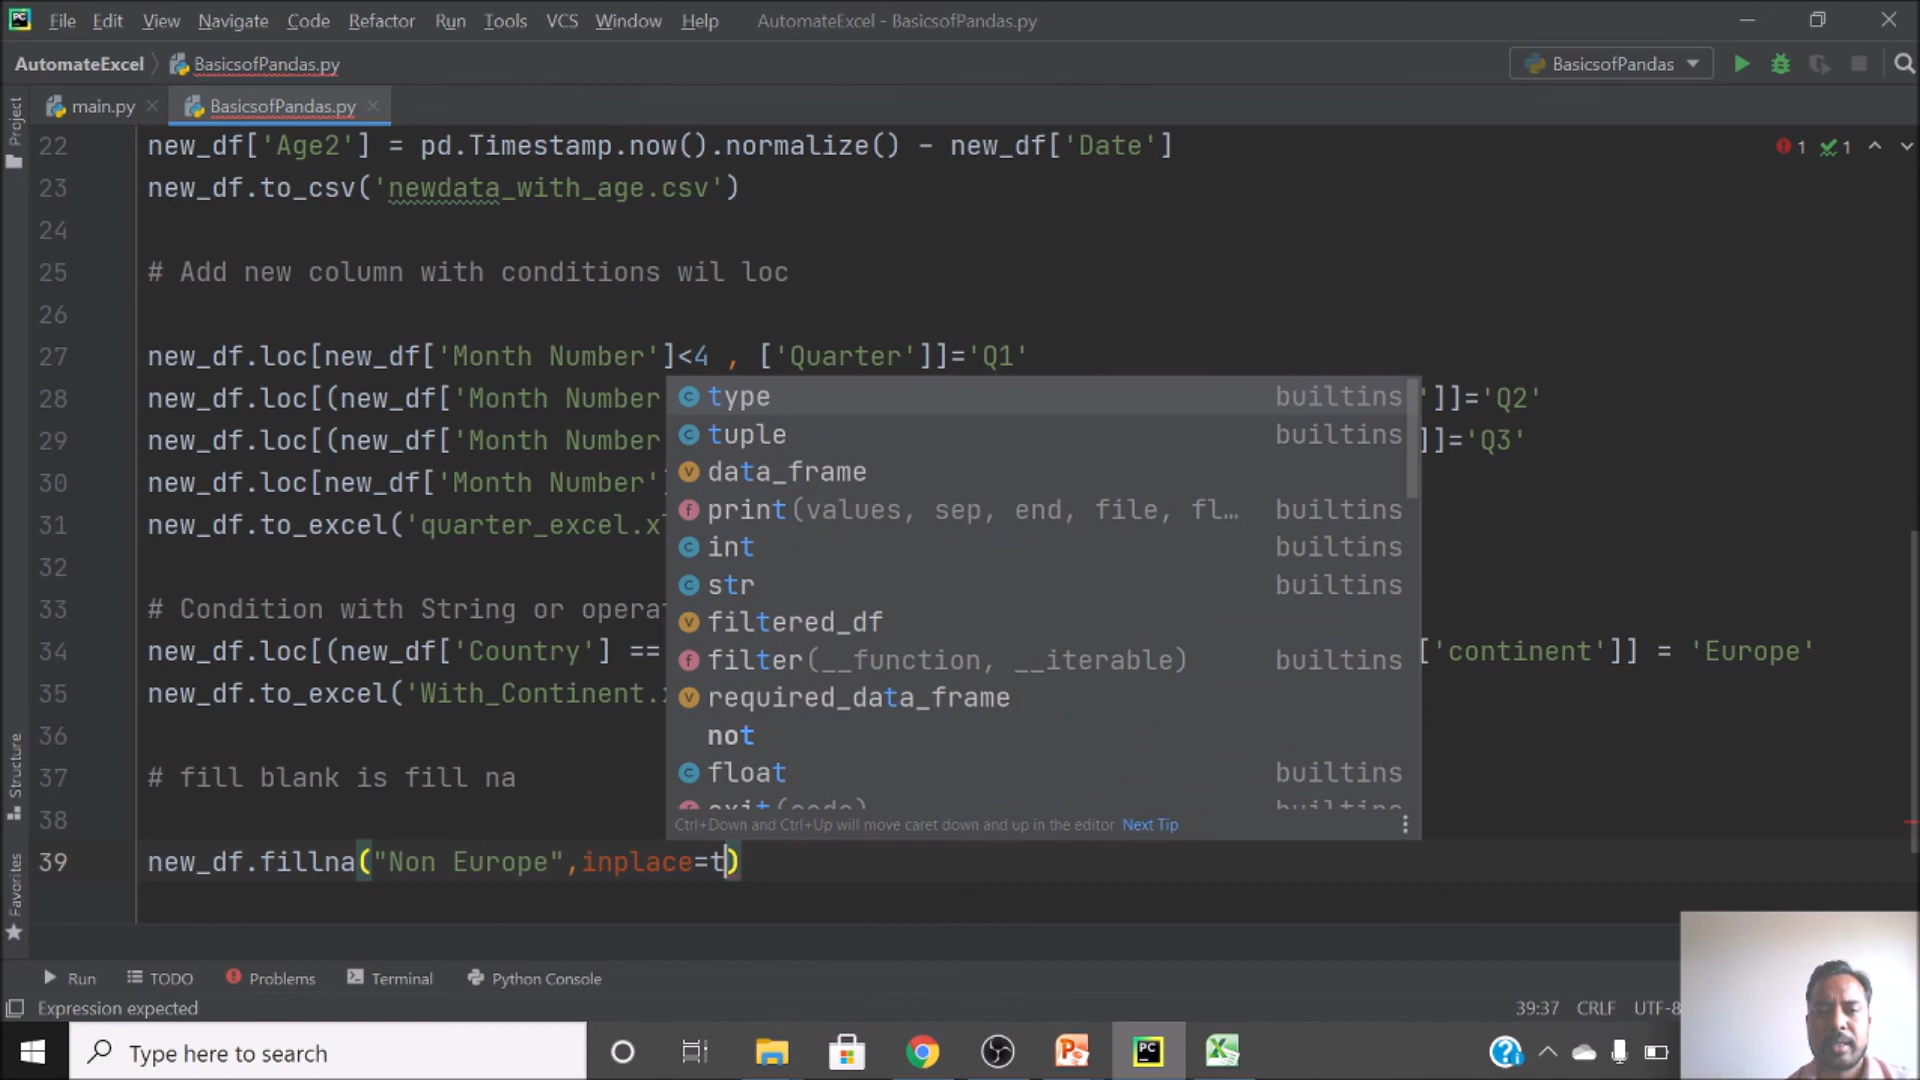 File Edit View Navigate Code Refactor Run Tools VCS Window Help AutomateExcel - BasicsofPandas.py
AutomateExcel BasicsofPandas.py BasicsofPandas
main.py BasicsofPandas.py
Project
22 new_df['Age2'] = pd.Timestamp.now().normalize() - new_df['Date'] 1 1
23 new_df.to_csv('newdata_with_age.csv')
24
25 # Add new column with conditions wil loc
26
27 new_df.loc[new_df['Month Number']<4 , ['Quarter']]='Q1'
28 new_df.loc[(new_df['Month Number ']]='Q2'
29 new_df.loc[(new_df['Month Number ]]='Q3'
30 new_df.loc[new_df['Month Number'
31 new_df.to_excel('quarter_excel.x
32
33 # Condition with String or opera
34 new_df.loc[(new_df['Country'] == ['continent']] = 'Europe'
35 new_df.to_excel('With_Continent.
36
37 # fill blank is fill na
38
39 new_df.fillna("Non Europe",inplace=t)
type builtins
tuple builtins
data_frame
print(values, sep, end, file, fl… builtins
int builtins
str builtins
filtered_df
filter(__function, __iterable) builtins
required_data_frame
not
float builtins
exit(code) builtins
Ctrl+Down and Ctrl+Up will move caret down and up in the editor Next Tip
Structure
Favorites
Run TODO Problems Terminal Python Console
Expression expected 39:37 CRLF UTF-8
Type here to search